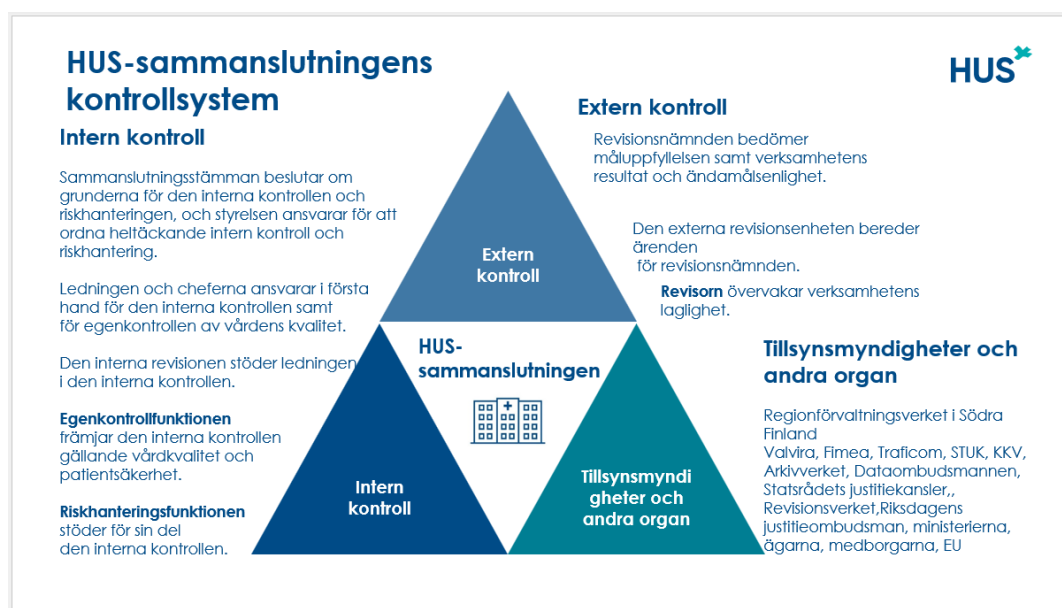 HUS-sammanslutningens
kontrollsystem
HUS
Intern kontroll
Sammanslutningsstämman beslutar om
grunderna för den interna kontrollen och
riskhanteringen, och styrelsen ansvarar för att
ordna heltäckande intern kontroll och
riskhantering.
Ledningen och cheferna ansvarar i första
hand för den interna kontrollen samt
för egenkontrollen av vårdens kvalitet.
Den interna revisionen stöder ledningen
i den interna kontrollen.
Egenkontrollfunktionen
främjar den interna kontrollen
gällande vårdkvalitet och
patientsäkerhet.
Riskhanteringsfunktionen
stöder för sin del
den interna kontrollen.
Extern
kontroll
HUS-
sammanslutningen
Intern
kontroll
Tillsynsmyndi
gheter och
andra organ
Extern kontroll
Revisionsnämnden bedömer
måluppfyllelsen samt verksamhetens
resultat och ändamålsenlighet.
Den externa revisionsenheten bereder
ärenden
för revisionsnämnden.
Revisorn övervakar verksamhetens
laglighet.
Tillsynsmyndigheter och
andra organ
Regionförvaltningsverket i Södra
Finland
Valvira, Fimea, Traficom, STUK, KKV,
Arkivverket, Dataombudsmannen,
Statsrådets justitiekansler,,
Revisionsverket,Riksdagens
justitieombudsman, ministerierna,
ägarna, medborgarna, EU